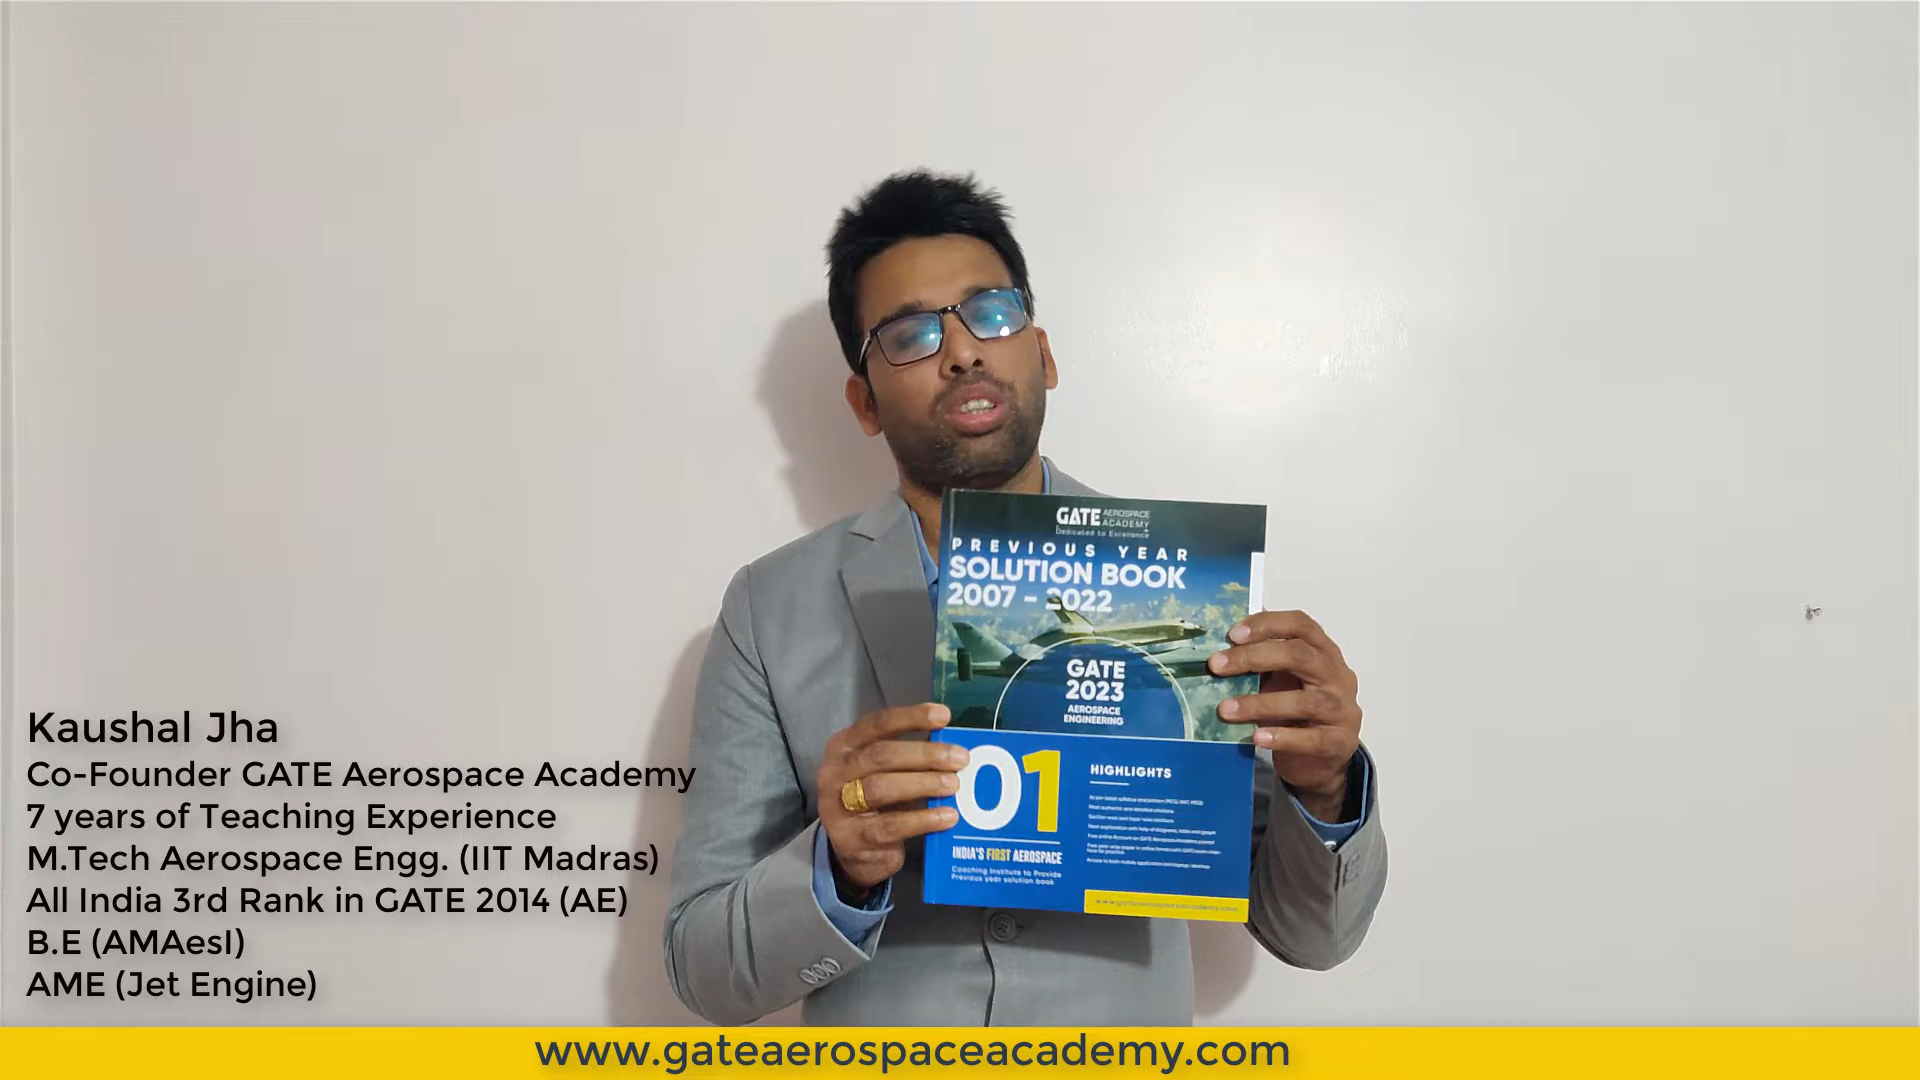 GATE AEROSPACE ACADEMY
Dedicated to Excellence
PREVIOUS YEAR
SOLUTION BOOK
2007 - 2022
GATE
2023
AEROSPACE
ENGINEERING
01
INDIA'S FIRST AEROSPACE
Coaching Institute to Provide
Previous year solution book
HIGHLIGHTS
www.gateaerospaceacademy.com
Kaushal Jha
Co-Founder GATE Aerospace Academy
7 years of Teaching Experience
M.Tech Aerospace Engg. (IIT Madras)
All India 3rd Rank in GATE 2014 (AE)
B.E (AMAesI)
AME (Jet Engine)
www.gateaerospaceacademy.com